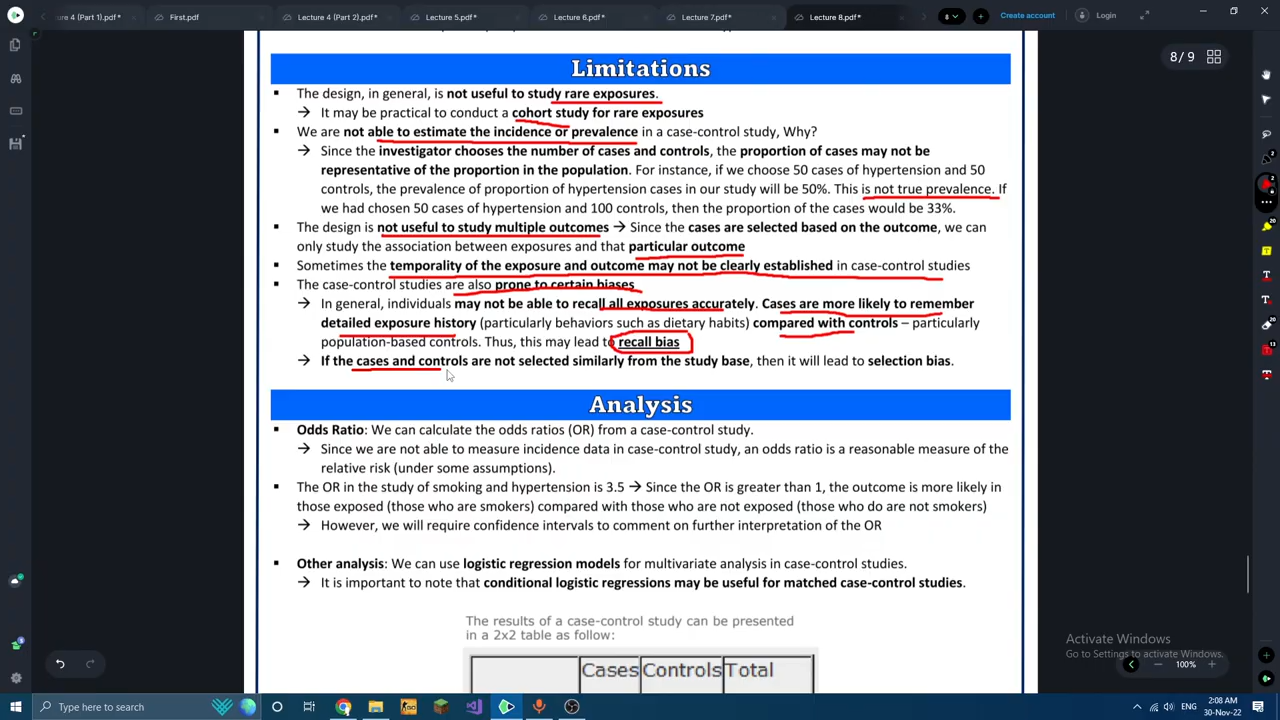 ure 4 (Part 1).pdf*
First.pdf
Lecture 4 (Part 2).pdf*
Lecture 5.pdf*
Lecture 6.pdf*
Lecture 7.pdf*
Lecture 8.pdf*
8
Create account
Login
8/9
Limitations
▪ The design, in general, is not useful to study rare exposures.
→ It may be practical to conduct a cohort study for rare exposures
▪ We are not able to estimate the incidence or prevalence in a case-control study, Why?
→ Since the investigator chooses the number of cases and controls, the proportion of cases may not be
representative of the proportion in the population. For instance, if we choose 50 cases of hypertension and 50
controls, the prevalence of proportion of hypertension cases in our study will be 50%. This is not true prevalence. If
we had chosen 50 cases of hypertension and 100 controls, then the proportion of the cases would be 33%.
▪ The design is not useful to study multiple outcomes → Since the cases are selected based on the outcome, we can
only study the association between exposures and that particular outcome
▪ Sometimes the temporality of the exposure and outcome may not be clearly established in case-control studies
▪ The case-control studies are also prone to certain biases
→ In general, individuals may not be able to recall all exposures accurately. Cases are more likely to remember
detailed exposure history (particularly behaviors such as dietary habits) compared with controls – particularly
population-based controls. Thus, this may lead to recall bias
→ If the cases and controls are not selected similarly from the study base, then it will lead to selection bias.
Analysis
▪ Odds Ratio: We can calculate the odds ratios (OR) from a case-control study.
→ Since we are not able to measure incidence data in case-control study, an odds ratio is a reasonable measure of the
relative risk (under some assumptions).
▪ The OR in the study of smoking and hypertension is 3.5 → Since the OR is greater than 1, the outcome is more likely in
those exposed (those who are smokers) compared with those who are not exposed (those who do are not smokers)
→ However, we will require confidence intervals to comment on further interpretation of the OR
▪ Other analysis: We can use logistic regression models for multivariate analysis in case-control studies.
→ It is important to note that conditional logistic regressions may be useful for matched case-control studies.
The results of a case-control study can be presented
in a 2x2 table as follow:
Cases Controls Total
Activate Windows
Go to Settings to activate Windows.
100%
Type here to search
ENG
2:08 AM
30-Nov-22